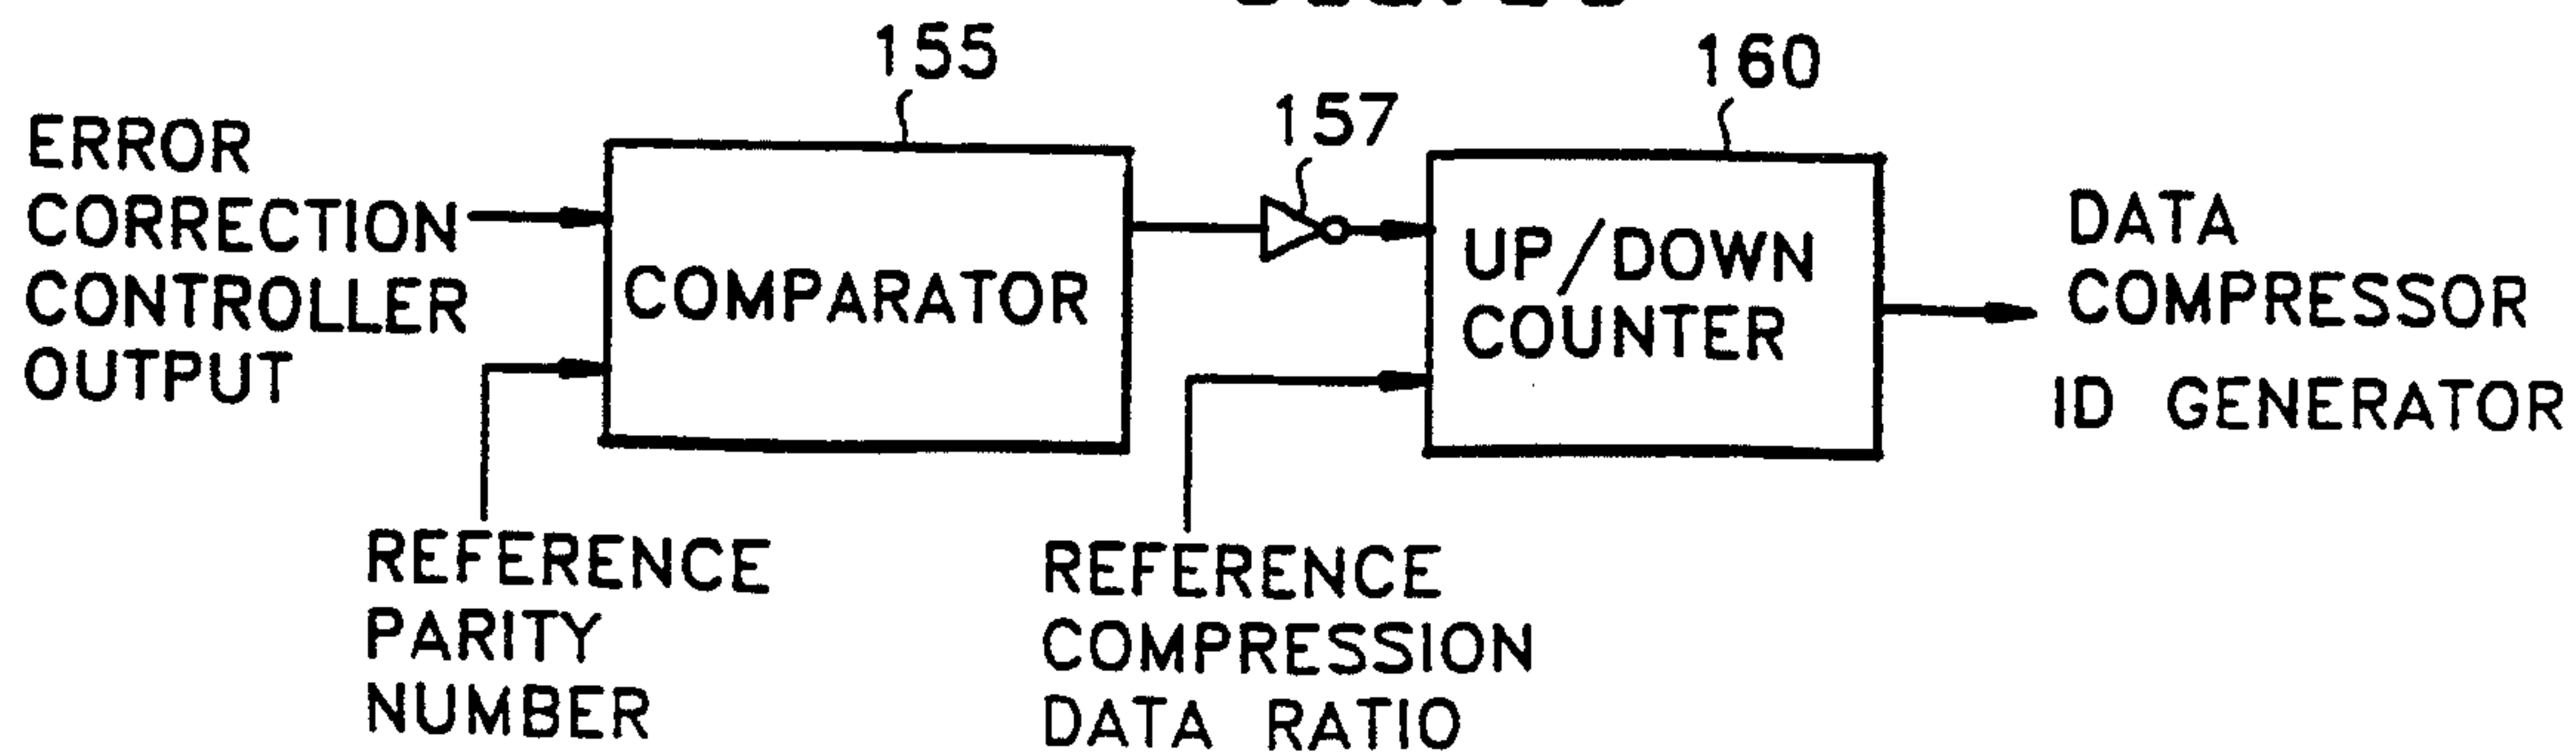 155
157
160
ERROR
CORRECTION
CONTROLLER
OUTPUT
COMPARATOR
UP/DOWN
COUNTER
DATA
COMPRESSOR
ID GENERATOR
REFERENCE
PARITY
NUMBER
REFERENCE
COMPRESSION
DATA RATIO